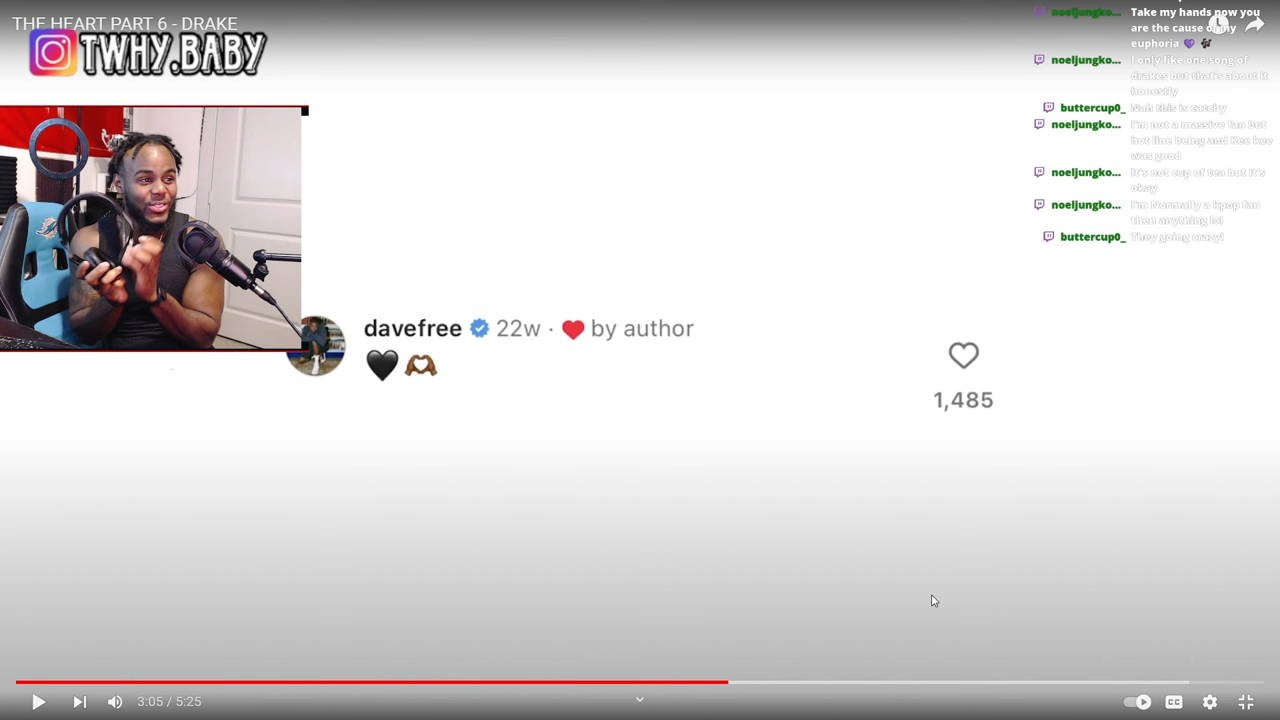 THE HEART PART 6 - DRAKE
TWHY.BABY
noeljungko... Take my hands now you
are the cause of my
euphoria 💜 🎶
noeljungko... I only like one song of
drakes but thatis about it
honestly
buttercup0_ Nah this is catchy
noeljungko... I'm not a massive fan but
hot line being and Kee kee
was good
noeljungko... It's not cup of tea but it's
okay
noeljungko... I'm Normally a kpop fan
then anything lol
buttercup0_ They going crazy!
davefree 22w · ❤️ by author
🖤 🫶🏾
1,485
3:05 / 5:25
CC